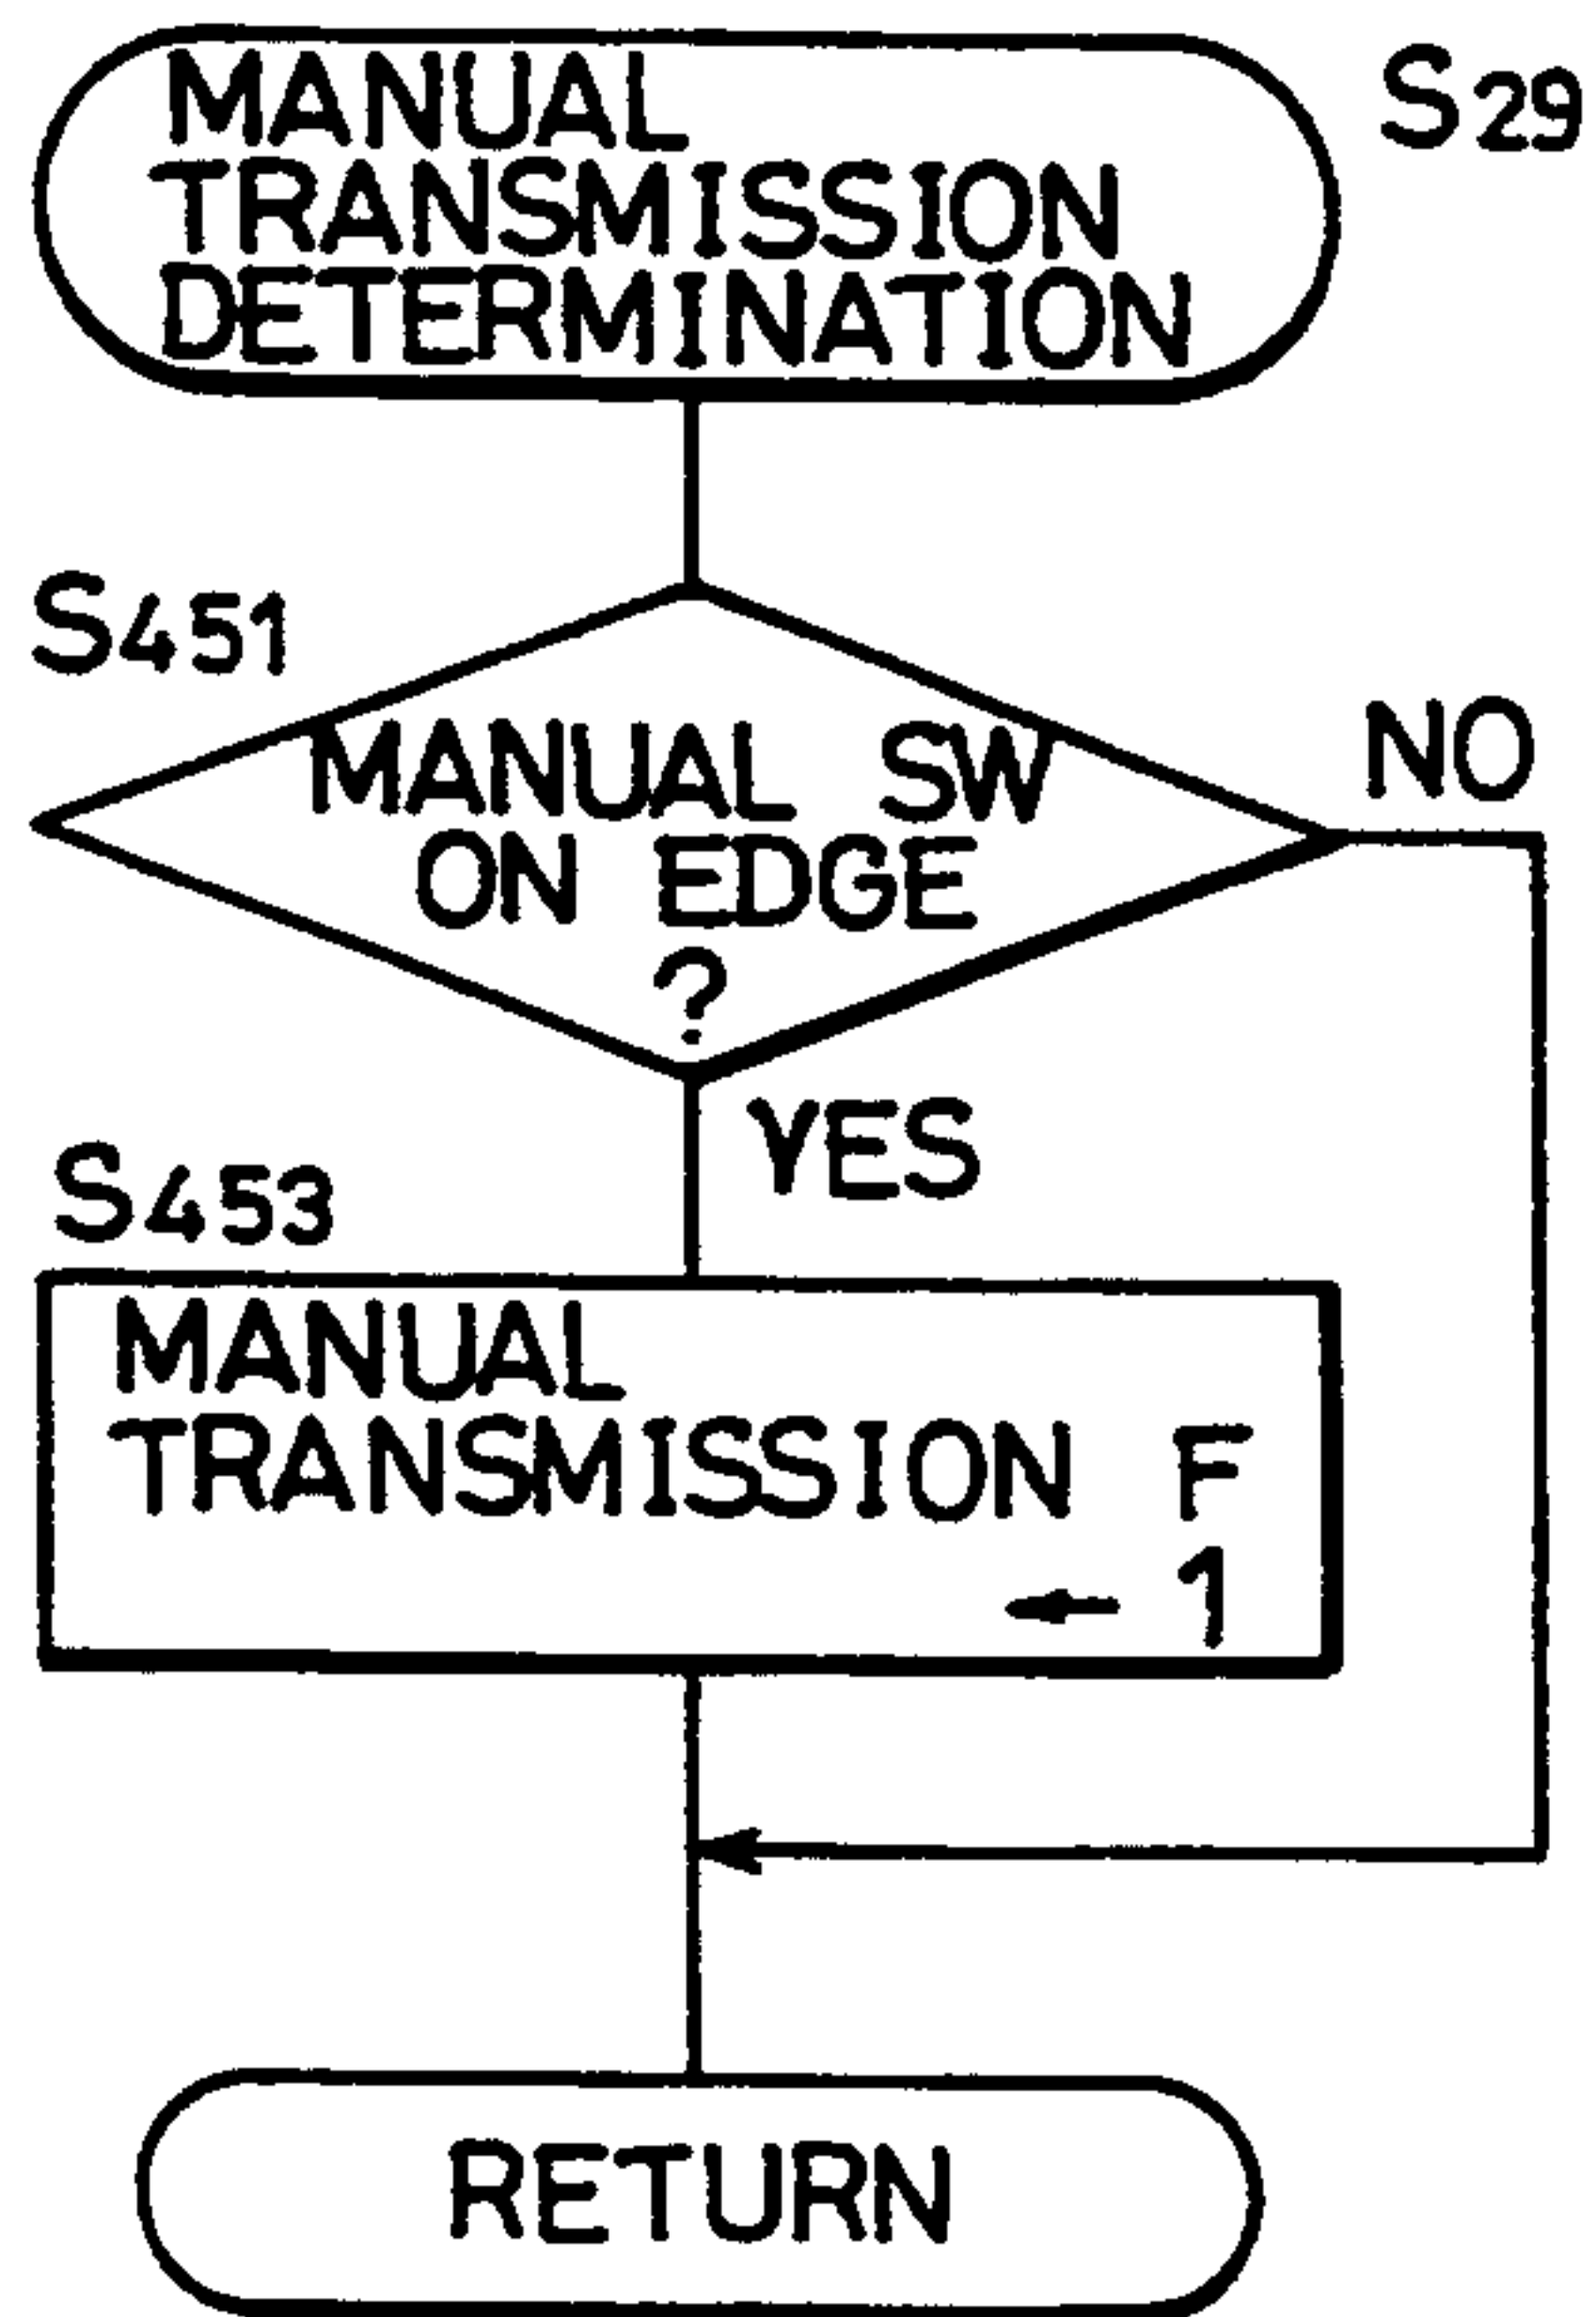 MANUAL
TRANSMISSION
DETERMINATION
S29
S451
MANUAL SW
ON EDGE
?
NO
YES
S453
MANUAL
TRANSMISSION F
← 1
RETURN